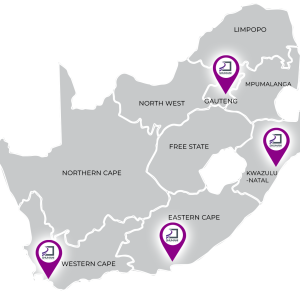 LIMPOPO
MPUMALANGA
GAUTENG
NORTH WEST
FREE STATE
KWAZULU
-NATAL
NORTHERN CAPE
EASTERN CAPE
WESTERN CAPE